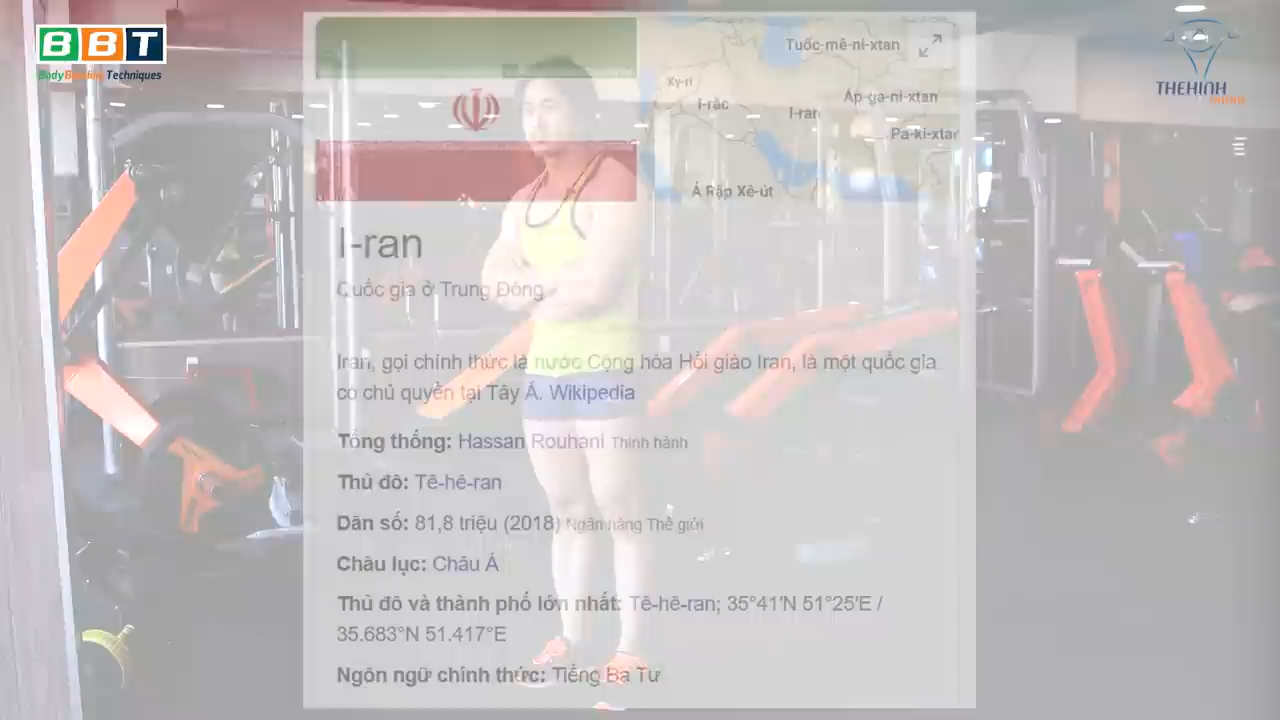 BBT
BodyBuilding Techniques
THEHINH
Tuốc-mê-ni-xtan
Xy-ri
I-rắc
I-ran
Áp-ga-ni-xtan
Pa-ki-xtan
Ả Rập Xê-út
I-ran
Quốc gia ở Trung Đông
Iran, gọi chính thức là nước Cộng hòa Hồi giáo Iran, là một quốc gia
có chủ quyền tại Tây Á. Wikipedia
Tổng thống: Hassan Rouhani Thịnh hành
Thủ đô: Tê-hê-ran
Dân số: 81,8 triệu (2018) Ngân hàng Thế giới
Châu lục: Châu Á
Thủ đô và thành phố lớn nhất: Tê-hê-ran; 35°41′N 51°25′E /
35.683°N 51.417°E
Ngôn ngữ chính thức: Tiếng Ba Tư